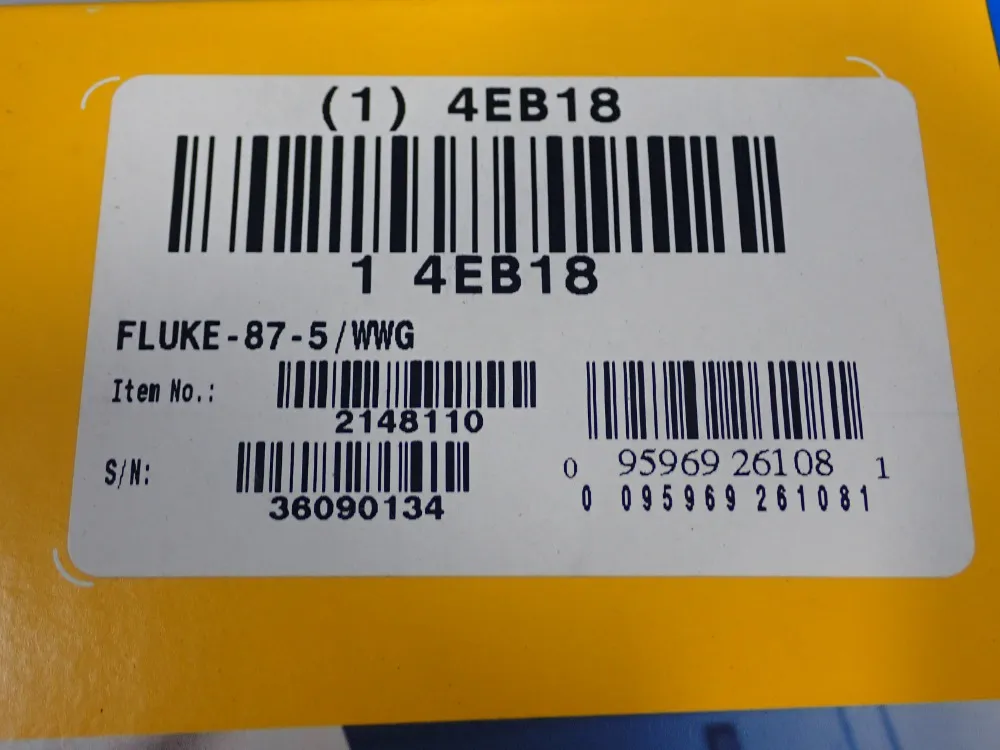 (1) 4EB18
1 4EB18
FLUKE-87-5/WWG
Item No.:
2148110
S/N:
36090134
0 95969 26108 1
0 095969 261081